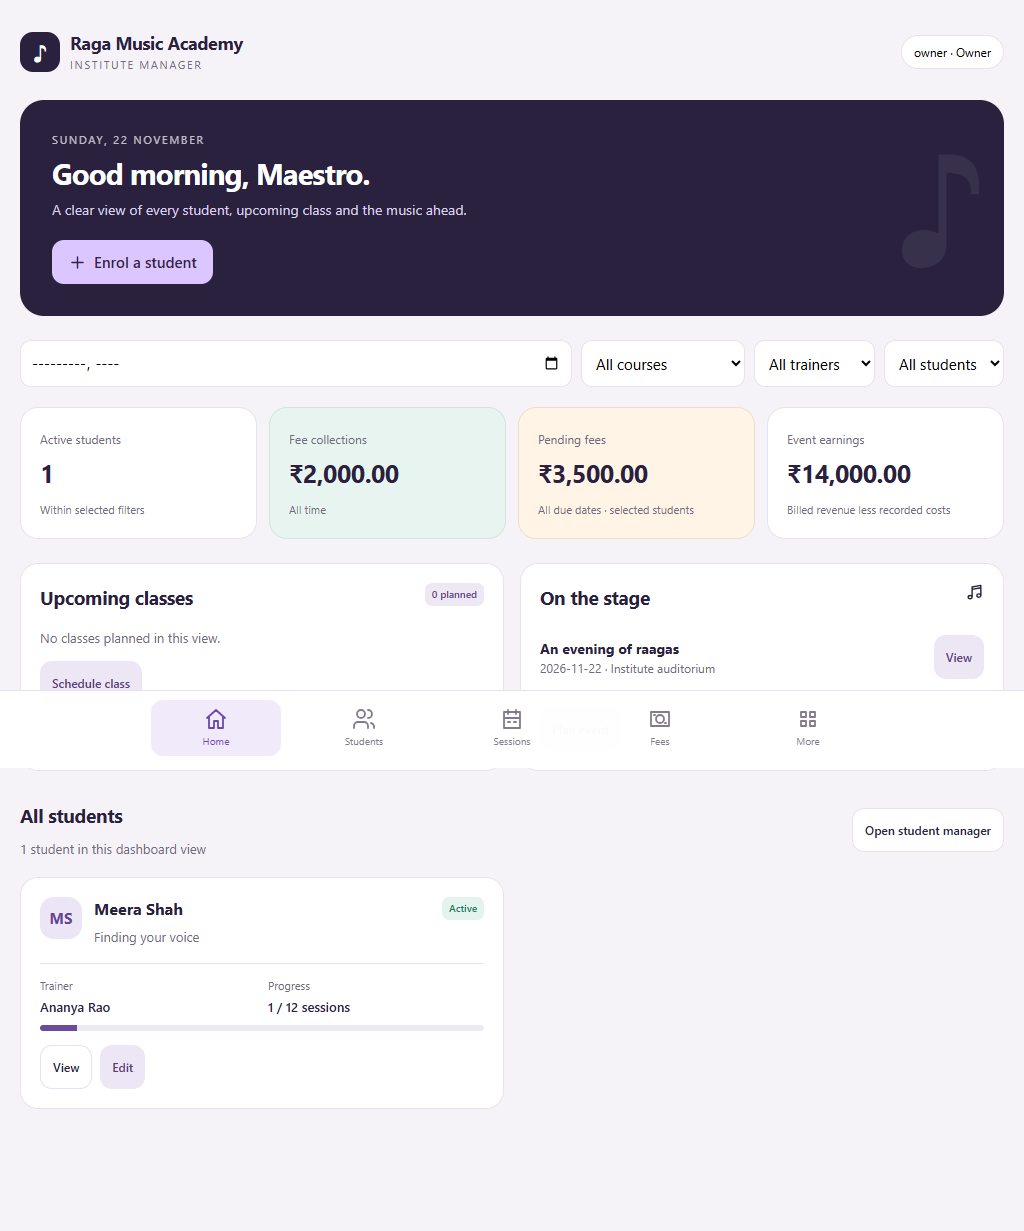 Raga Music Academy
INSTITUTE MANAGER
owner · Owner
SUNDAY, 22 NOVEMBER
Good morning, Maestro.
A clear view of every student, upcoming class and the music ahead.
Enrol a student
---------, ----
All courses
All trainers
All students
Active students
1
Within selected filters
Fee collections
₹2,000.00
All time
Pending fees
₹3,500.00
All due dates · selected students
Event earnings
₹14,000.00
Billed revenue less recorded costs
Upcoming classes
0 planned
No classes planned in this view.
Schedule class
On the stage
An evening of raagas
2026-11-22 · Institute auditorium
View
Home
Students
Sessions
Fees
More
All students
1 student in this dashboard view
Open student manager
MS
Meera Shah
Finding your voice
Active
Trainer
Ananya Rao
Progress
1 / 12 sessions
View
Edit